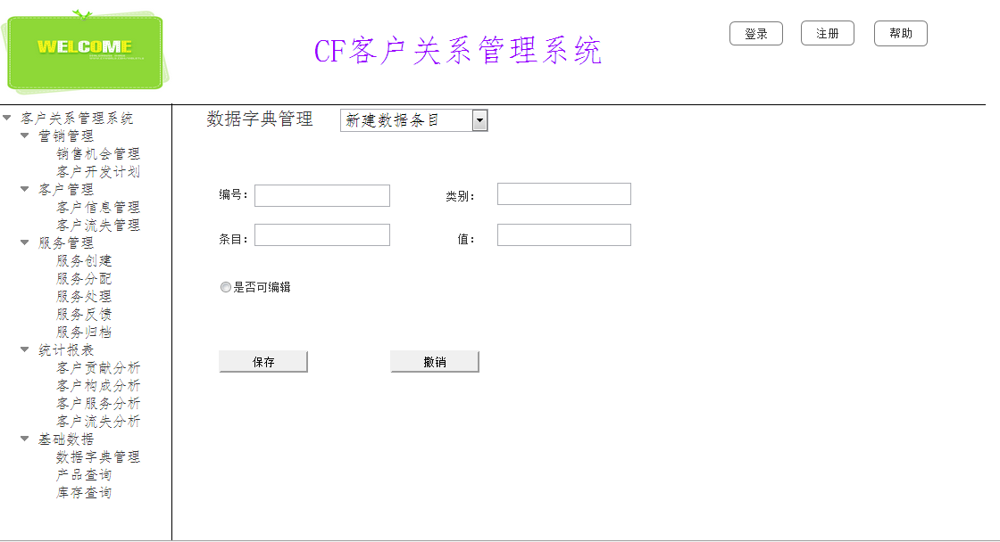 WELCOME
CF客户关系管理系统
登录
注册
帮助
客户关系管理系统
营销管理
销售机会管理
客户开发计划
客户管理
客户信息管理
客户流失管理
服务管理
服务创建
服务分配
服务处理
服务反馈
服务归档
统计报表
客户贡献分析
客户构成分析
客户服务分析
客户流失分析
基础数据
数据字典管理
产品查询
库存查询
数据字典管理 新建数据条目
编号： 类别：
条目： 值：
是否可编辑
保存 撤销